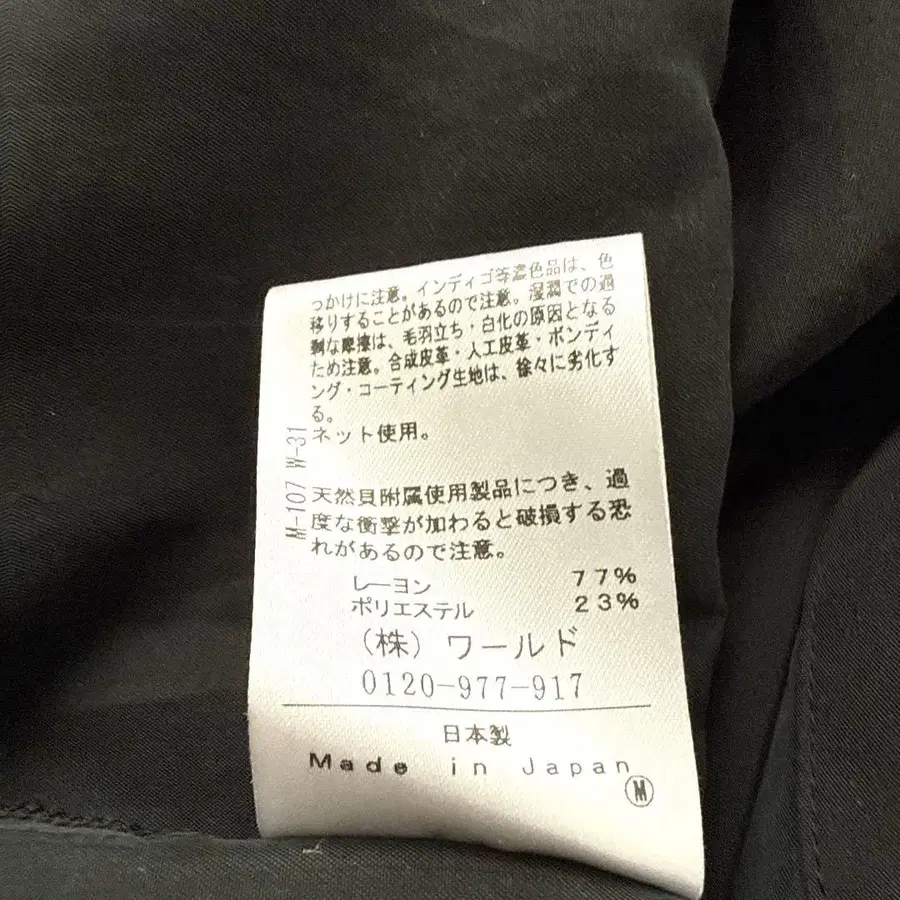 っかけに注意。インディゴ等濃色品は、色
移りすることがあるので注意。湿潤での過
剰な摩擦は、毛羽立ち・白化の原因となる
ため注意。合成皮革・人工皮革・ボンディ
ング・コーティング生地は、徐々に劣化す
る。
ネット使用。
M-107 W-31
天然貝附属使用製品につき、過
度な衝撃が加わると破損する恐
れがあるので注意。
レーヨン 77%
ポリエステル 23%
(株)ワールド
0120-977-917
日本製
Made in Japan
M